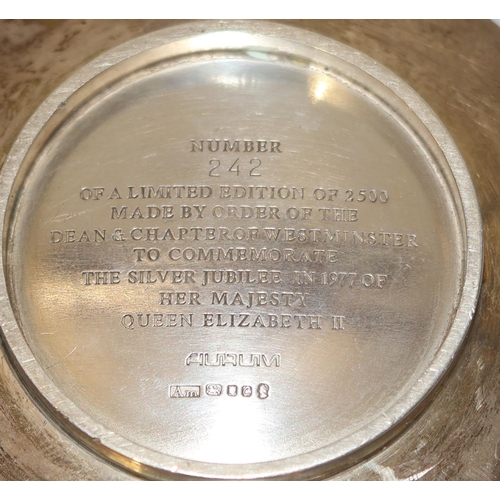 NUMBER
242
OF A LIMITED EDITION OF 2500
MADE BY ORDER OF THE
DEAN & CHAPTER OF WESTMINSTER
TO COMMEMORATE
THE SILVER JUBILEE IN 1977 OF
HER MAJESTY
QUEEN ELIZABETH II
AURUM
Am